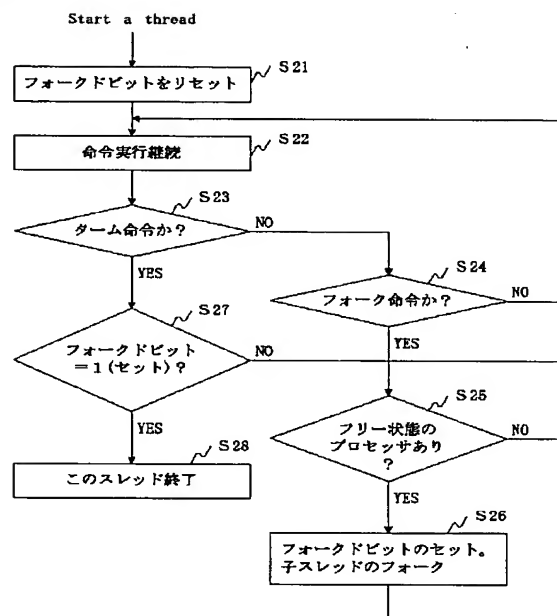 Start a thread
フォークドビットをリセット
S21
命令実行継続
S22
ターム命令か？
S23
NO
YES
フォーク命令か？
S24
NO
YES
フォークドビット
＝1(セット)？
S27
NO
YES
フリー状態の
プロセッサあり
？
S25
NO
YES
このスレッド終了
S28
フォークドビットのセット。
子スレッドのフォーク
S26